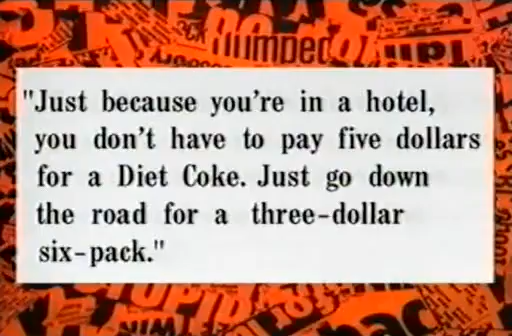 "Just because you're in a hotel,
you don't have to pay five dollars
for a Diet Coke. Just go down
the road for a three-dollar
six-pack."